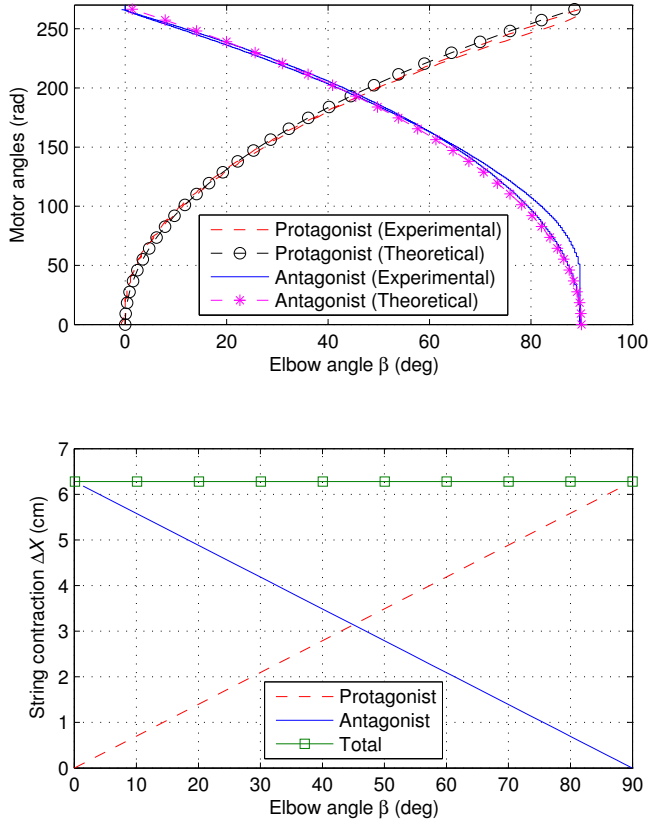 250
200
150
100
50
0
Motor angles (rad)
Protagonist (Experimental)
Protagonist (Theoretical)
Antagonist (Experimental)
Antagonist (Theoretical)
0 20 40 60 80 100
Elbow angle β (deg)
7
6
5
4
3
2
1
0
String contraction ΔX (cm)
Protagonist
Antagonist
Total
0 10 20 30 40 50 60 70 80 90
Elbow angle β (deg)